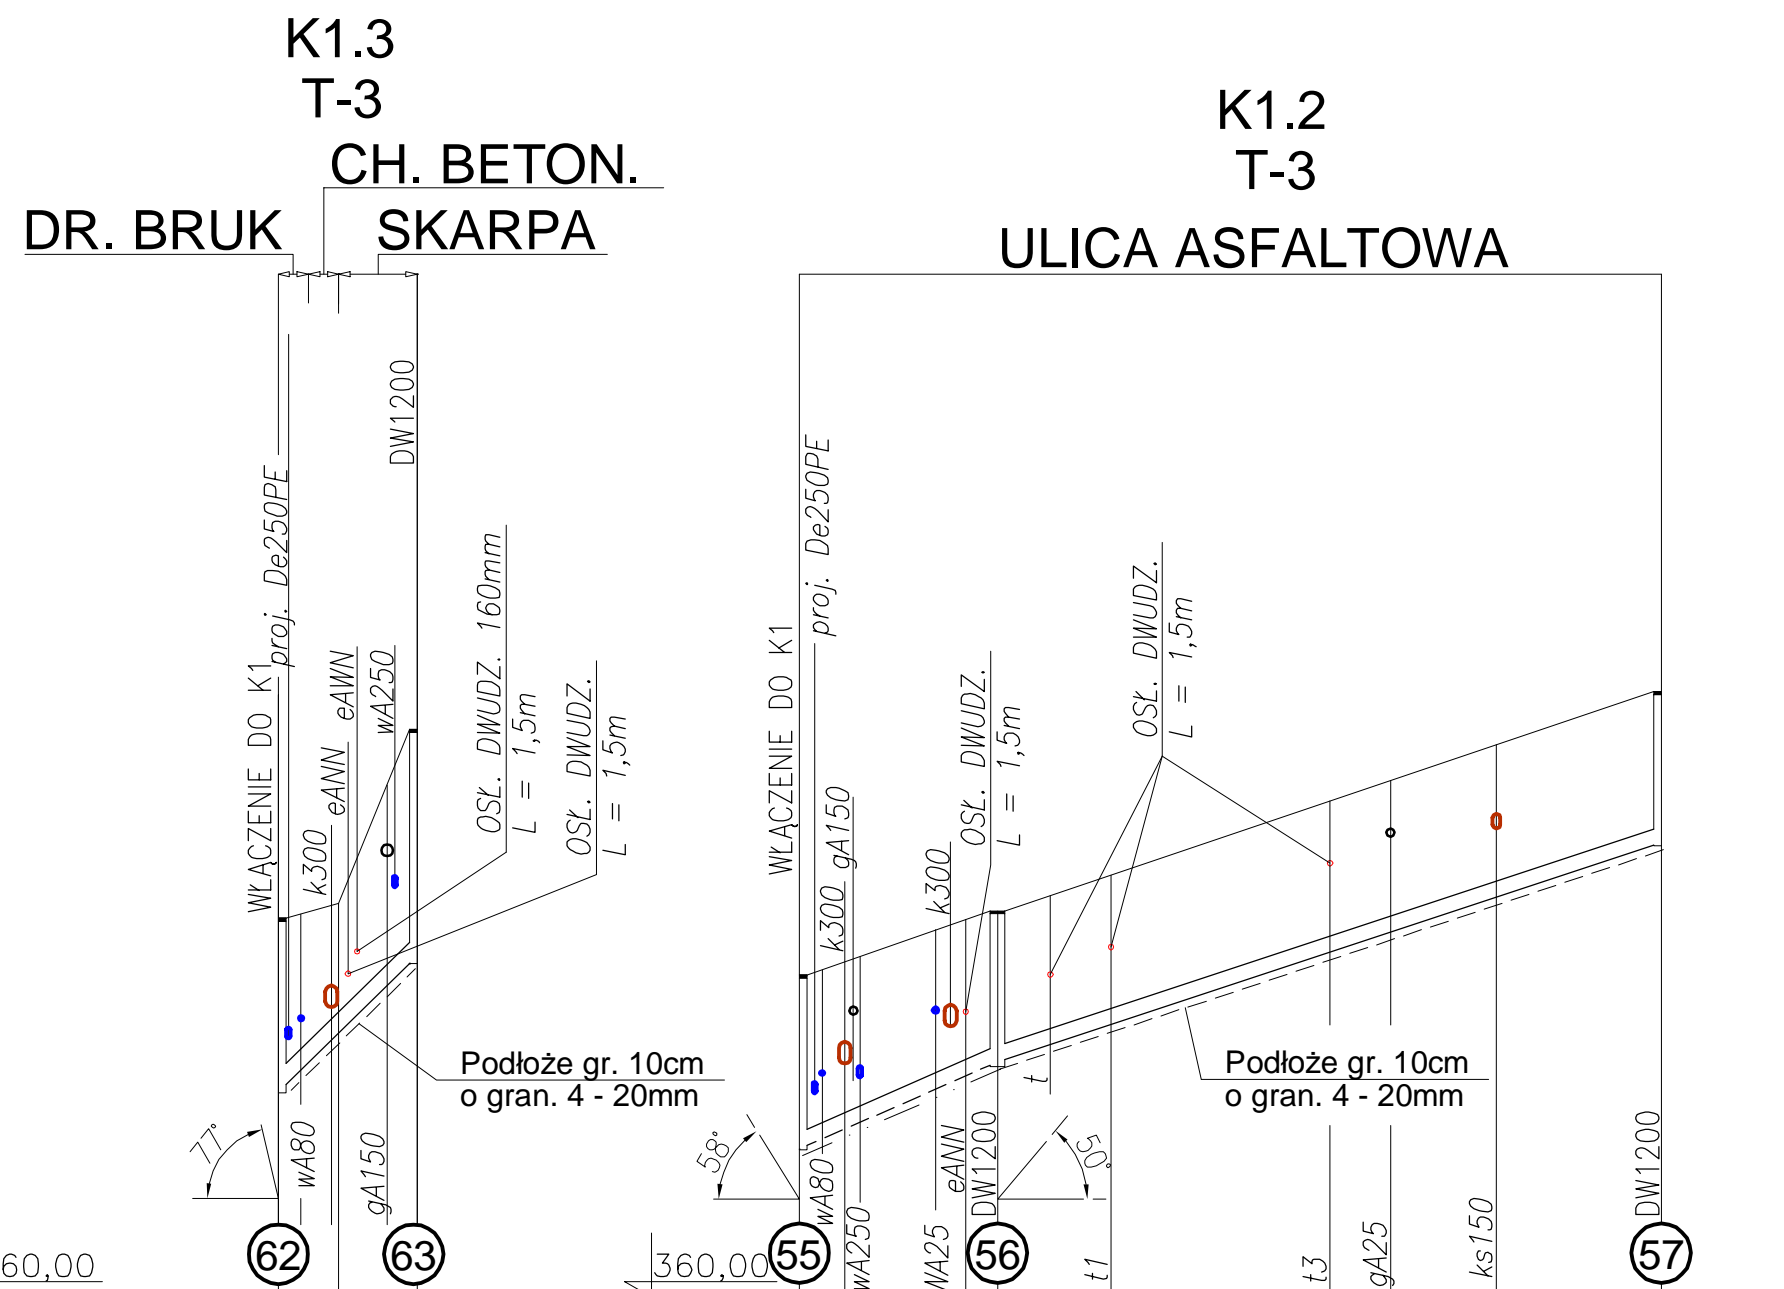 K1.3
T-3
CH. BETON.
DR. BRUK
SKARPA
DW1200
proj. De250PE
WŁĄCZENIE DO K1
k300
eANN
eAWN
wA250
OSŁ. DWUDZ. 160mm
L = 1,5m
OSŁ. DWUDZ.
L = 1,5m
Podłoże gr. 10cm
o gran. 4 - 20mm
77°
wA80
gA150
62
63
60,00
K1.2
T-3
ULICA ASFALTOWA
proj. De250PE
WŁĄCZENIE DO K1
k300
gA150
k300
OSŁ. DWUDZ.
L = 1,5m
OSŁ. DWUDZ.
L = 1,5m
t
Podłoże gr. 10cm
o gran. 4 - 20mm
58°
wA80
wA250
wA25
eANN
DW1200
50°
t1
t3
gA25
ks150
DW1200
360,00
55
56
57